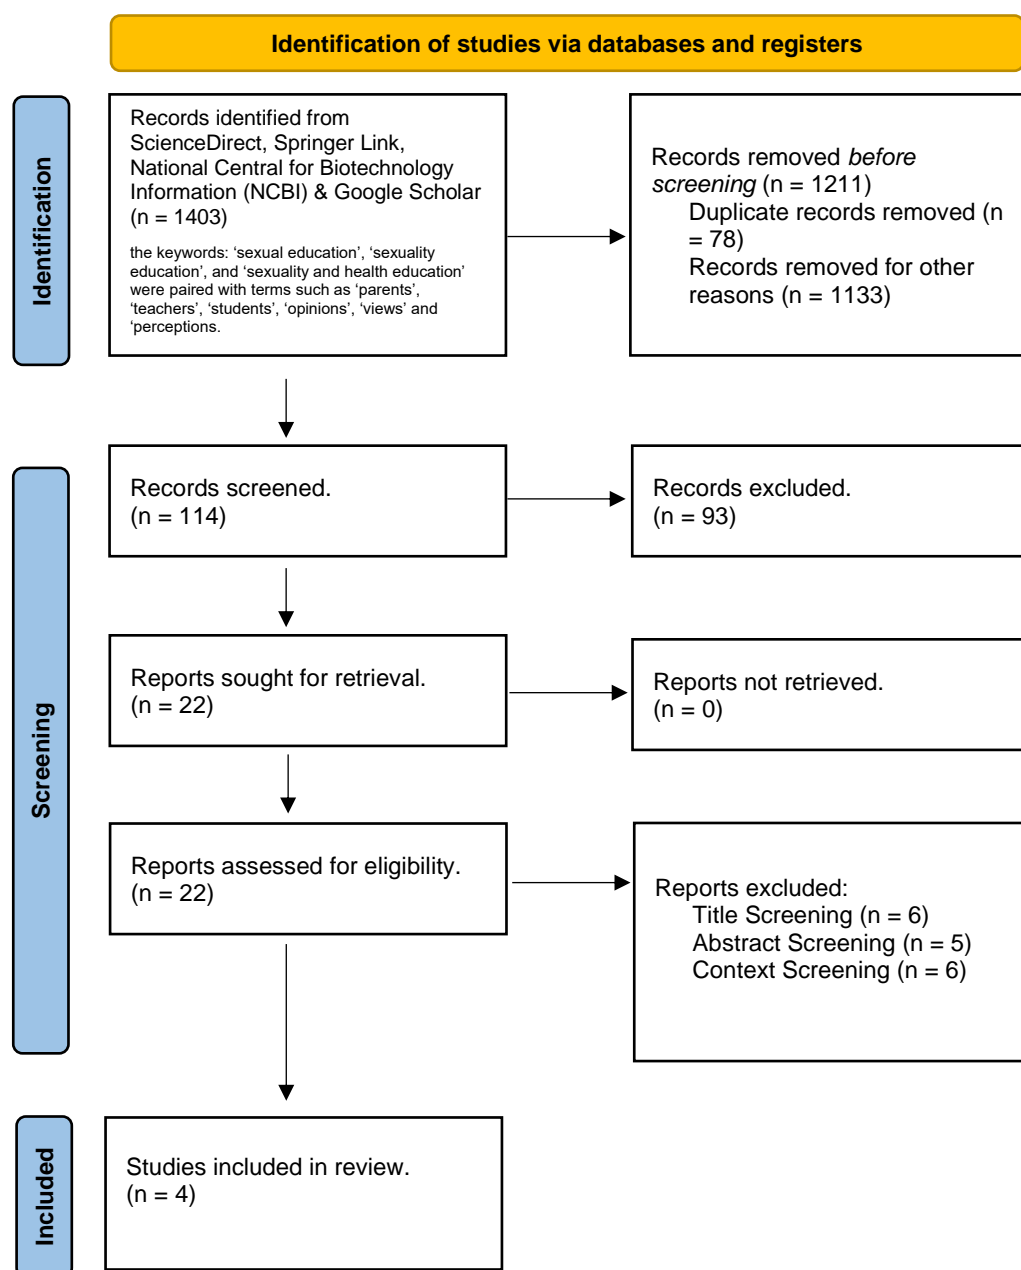 Identification of studies via databases and registers
Identification
Records identified from
ScienceDirect, Springer Link,
National Central for Biotechnology
Information (NCBI) & Google Scholar
(n = 1403)
the keywords: ‘sexual education’, ‘sexuality
education’, and ‘sexuality and health education’
were paired with terms such as ‘parents’,
‘teachers’, ‘students’, ‘opinions’, ‘views’ and
‘perceptions.
Records removed before
screening (n = 1211)
Duplicate records removed (n
= 78)
Records removed for other
reasons (n = 1133)
Screening
Records screened.
(n = 114)
Records excluded.
(n = 93)
Reports sought for retrieval.
(n = 22)
Reports not retrieved.
(n = 0)
Reports assessed for eligibility.
(n = 22)
Reports excluded:
Title Screening (n = 6)
Abstract Screening (n = 5)
Context Screening (n = 6)
Included
Studies included in review.
(n = 4)